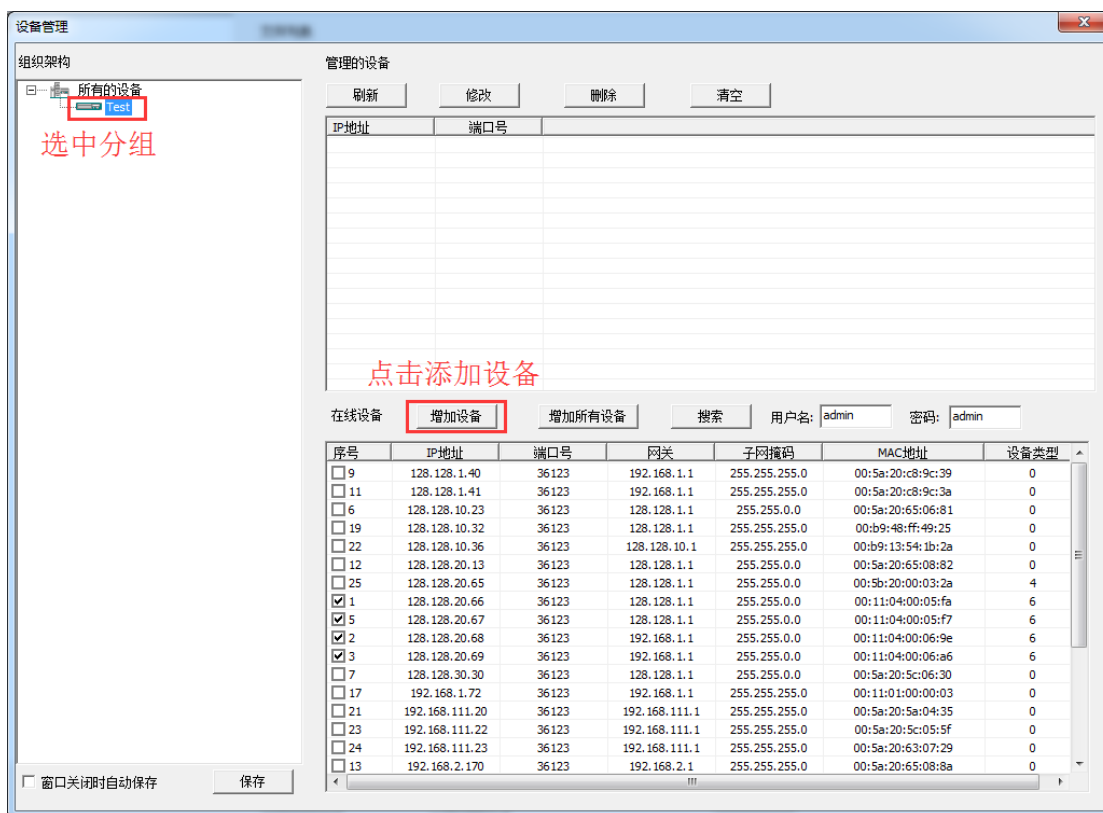 设备管理
组织架构
所有的设备
Test
选中分组
窗口关闭时自动保存 保存
管理的设备
刷新 修改 删除 清空
IP地址 端口号
点击添加设备
在线设备 增加设备 增加所有设备 搜索 用户名: admin 密码: admin
序号 IP地址 端口号 网关 子网掩码 MAC地址 设备类型
9 128.128.1.40 36123 192.168.1.1 255.255.255.0 00:5a:20:c8:9c:39 0
11 128.128.1.41 36123 192.168.1.1 255.255.255.0 00:5a:20:c8:9c:3a 0
6 128.128.10.23 36123 128.128.1.1 255.255.0.0 00:5a:20:65:06:81 0
19 128.128.10.32 36123 128.128.1.1 255.255.255.0 00:b9:48:ff:49:25 0
22 128.128.10.36 36123 128.128.10.1 255.255.255.0 00:b9:13:54:1b:2a 0
12 128.128.20.13 36123 128.128.1.1 255.255.0.0 00:5a:20:65:08:82 0
25 128.128.20.65 36123 128.128.1.1 255.255.0.0 00:5b:20:00:03:2a 4
1 128.128.20.66 36123 128.128.1.1 255.255.0.0 00:11:04:00:05:fa 6
5 128.128.20.67 36123 128.128.1.1 255.255.0.0 00:11:04:00:05:f7 6
2 128.128.20.68 36123 192.168.1.1 255.255.0.0 00:11:04:00:06:9e 6
3 128.128.20.69 36123 192.168.1.1 255.255.0.0 00:11:04:00:06:a6 6
7 128.128.30.30 36123 128.128.1.1 255.255.0.0 00:5a:20:5c:06:30 0
17 192.168.1.72 36123 192.168.1.1 255.255.255.0 00:11:01:00:00:03 0
21 192.168.111.20 36123 192.168.111.1 255.255.255.0 00:5a:20:5a:04:35 0
23 192.168.111.22 36123 192.168.111.1 255.255.255.0 00:5a:20:5c:05:5f 0
24 192.168.111.23 36123 192.168.111.1 255.255.255.0 00:5a:20:63:07:29 0
13 192.168.2.170 36123 192.168.2.1 255.255.255.0 00:5a:20:65:08:8a 0